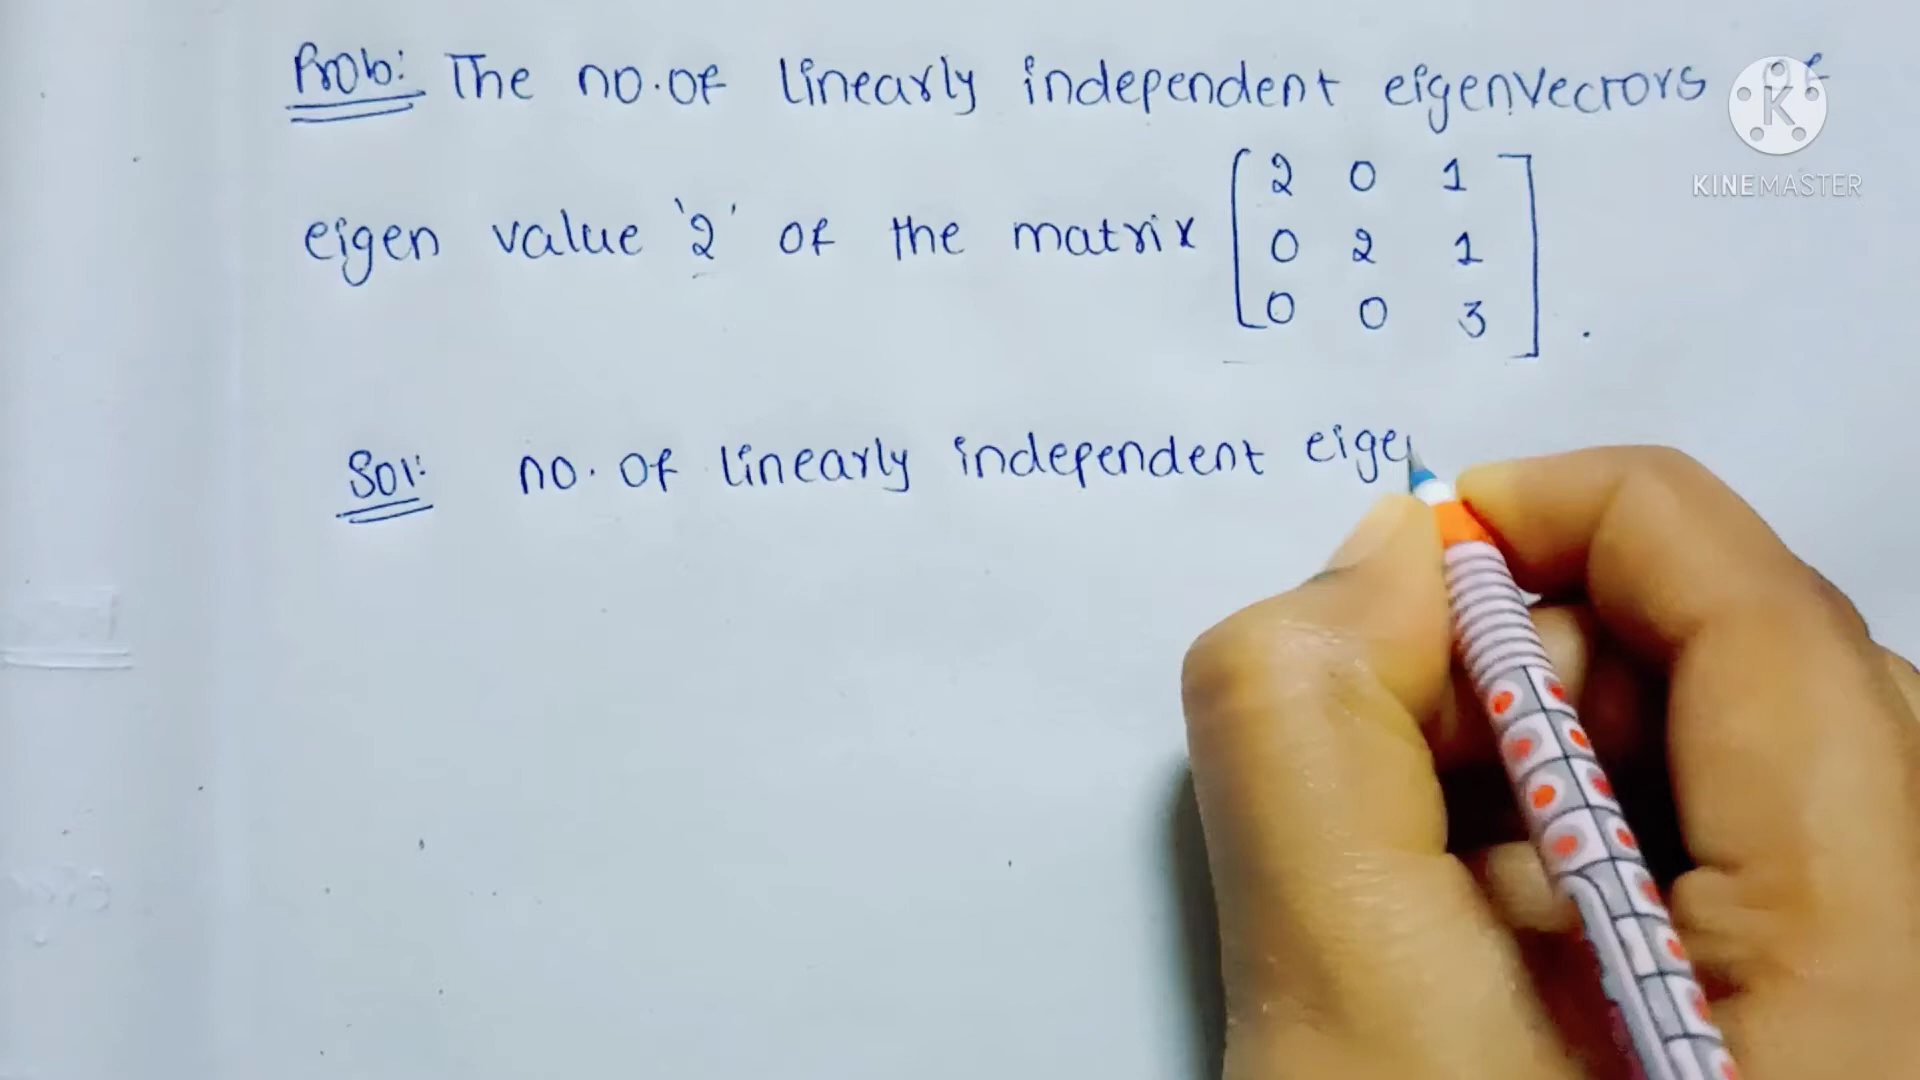 Prob: The no. of linearly independent eigenvectors of
eigen value '2' of the matrix [2 0 1
0 2 1
0 0 3].
Sol: no. of linearly independent eige
K
KINEMASTER